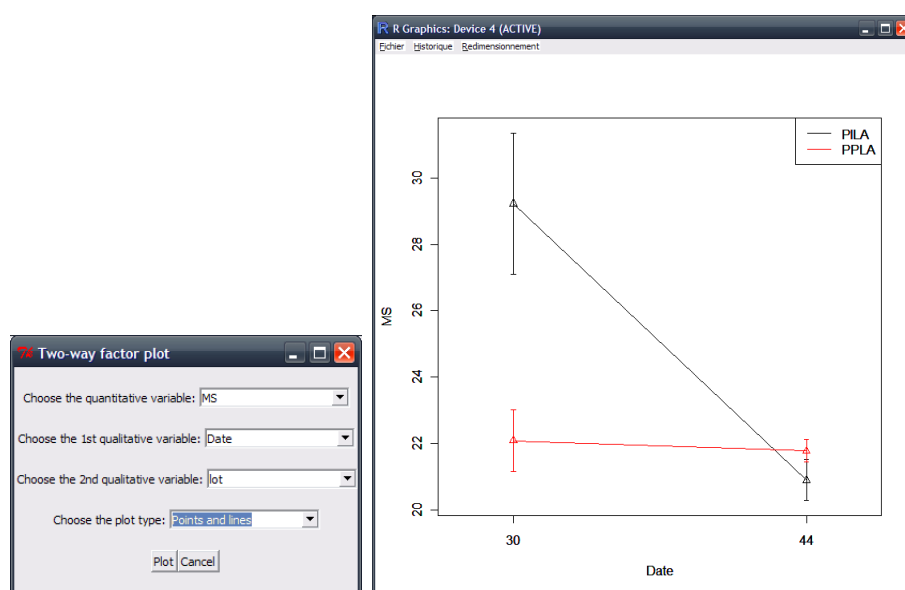 Two-way factor plot
Choose the quantitative variable: MS
Choose the 1st qualitative variable: Date
Choose the 2nd qualitative variable: lot
Choose the plot type: Points and lines
Plot Cancel
R Graphics: Device 4 (ACTIVE)
Fichier Historique Redimensionnement
PILA
PPLA
30
28
26
24
22
20
MS
30 44
Date